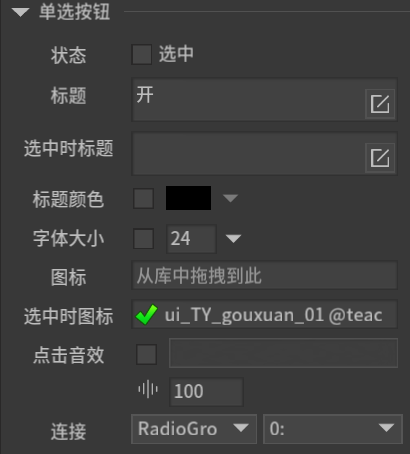 单选按钮
状态 选中
标题 开
选中时标题
标题颜色
字体大小 24
图标 从库中拖拽到此
选中时图标 ui_TY_gouxuan_01 @teac
点击音效
100
连接 RadioGro 0: